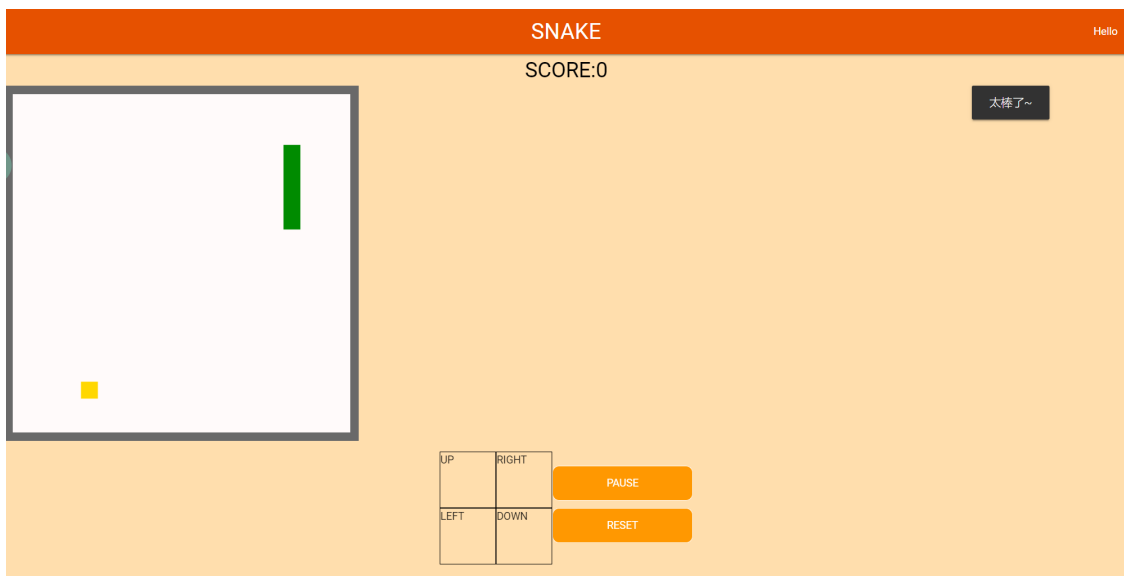 SNAKE
Hello
SCORE:0
太棒了~
UP
RIGHT
LEFT
DOWN
PAUSE
RESET